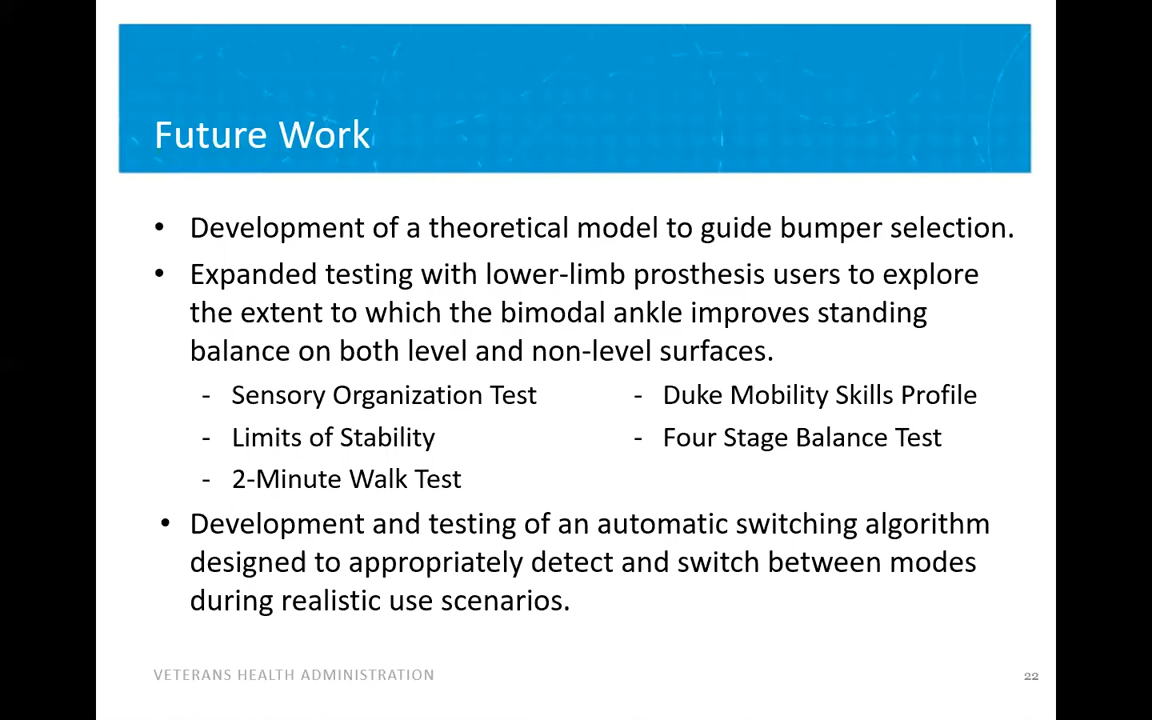 Future Work
• Development of a theoretical model to guide bumper selection.
• Expanded testing with lower-limb prosthesis users to explore
the extent to which the bimodal ankle improves standing
balance on both level and non-level surfaces.
- Sensory Organization Test
- Limits of Stability
- 2-Minute Walk Test
- Duke Mobility Skills Profile
- Four Stage Balance Test
• Development and testing of an automatic switching algorithm
designed to appropriately detect and switch between modes
during realistic use scenarios.
VETERANS HEALTH ADMINISTRATION
22